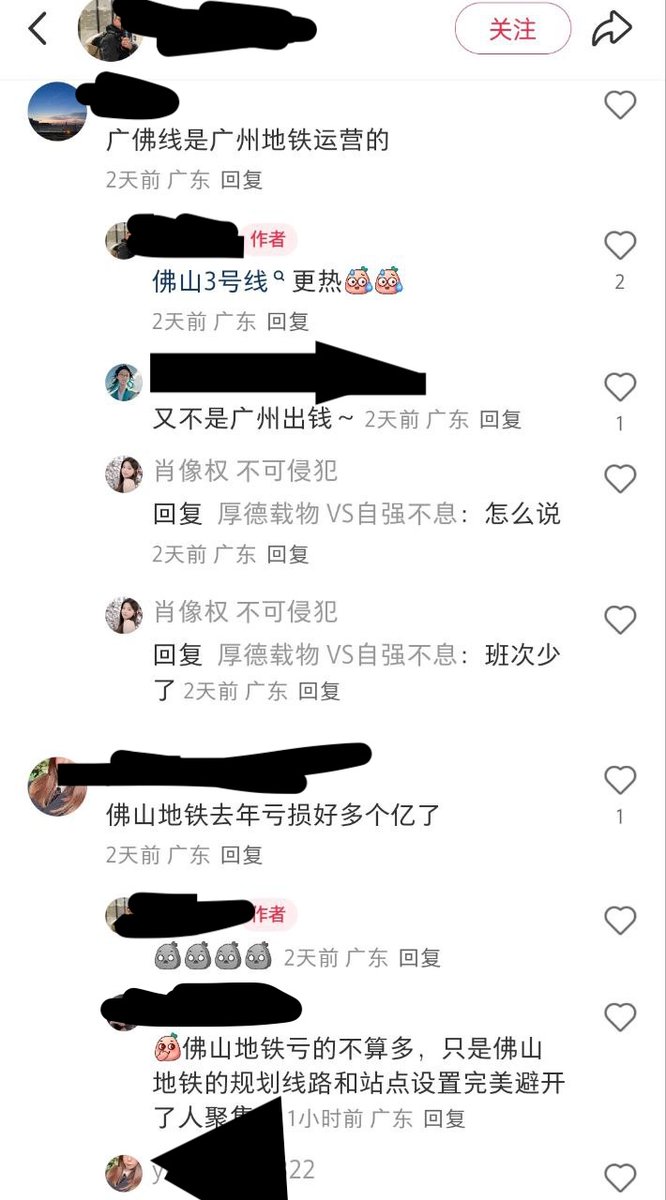 关注
广佛线是广州地铁运营的
2天前 广东 回复
作者
佛山3号线 更热
2天前 广东 回复
2
又不是广州出钱~ 2天前 广东 回复
1
肖像权 不可侵犯
回复 厚德载物 VS自强不息：怎么说
2天前 广东 回复
肖像权 不可侵犯
回复 厚德载物 VS自强不息：班次少
了 2天前 广东 回复
佛山地铁去年亏损好多个亿了
1
2天前 广东 回复
作者
2天前 广东 回复
佛山地铁亏的不算多，只是佛山
地铁的规划线路和站点设置完美避开
了人聚集 1小时前 广东 回复
y 22